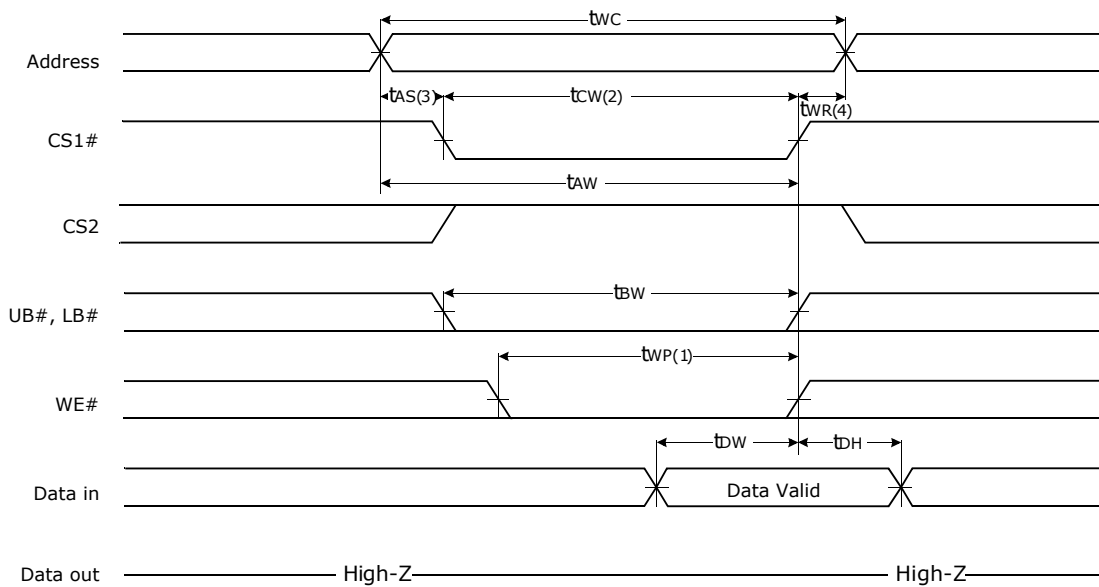 tWC
Address
tAS(3) tCW(2) tWR(4)
CS1#
tAW
CS2
tBW
UB#, LB#
tWP(1)
WE#
tDW tDH
Data in Data Valid
Data out High-Z High-Z